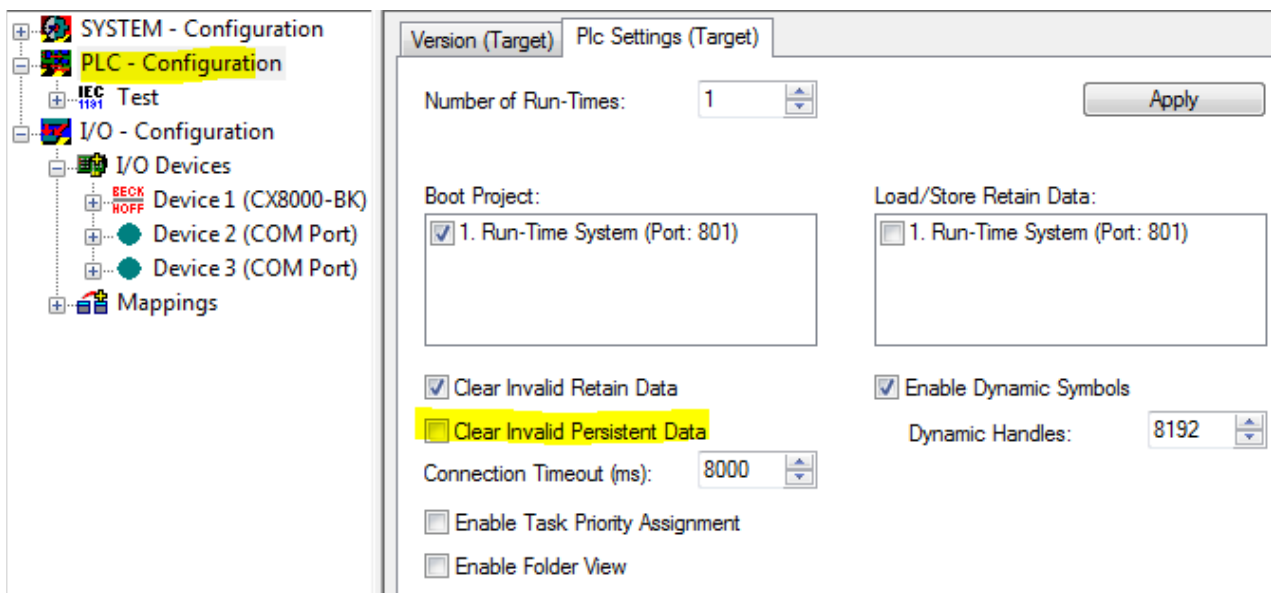 SYSTEM - Configuration
PLC - Configuration
IEC
1131
Test
I/O - Configuration
I/O Devices
BECK
HOFF
Device 1 (CX8000-BK)
Device 2 (COM Port)
Device 3 (COM Port)
Mappings
Version (Target) Plc Settings (Target)
Number of Run-Times: 1 Apply
Boot Project: Load/Store Retain Data:
1. Run-Time System (Port: 801) 1. Run-Time System (Port: 801)
Clear Invalid Retain Data Enable Dynamic Symbols
Clear Invalid Persistent Data Dynamic Handles: 8192
Connection Timeout (ms): 8000
Enable Task Priority Assignment
Enable Folder View